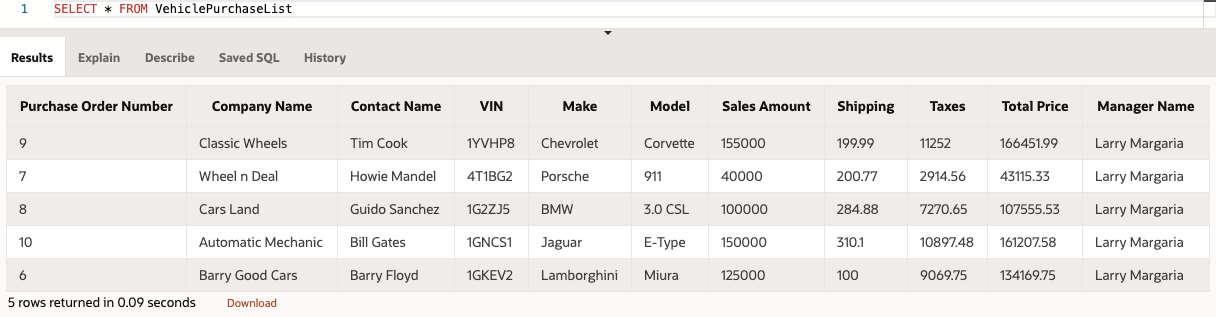 1 SELECT * FROM VehiclePurchaseList
Results Explain Describe Saved SQL History
Purchase Order Number Company Name Contact Name VIN Make Model Sales Amount Shipping Taxes Total Price Manager Name
9 Classic Wheels Tim Cook 1YVHP8 Chevrolet Corvette 155000 199.99 11252 166451.99 Larry Margaria
7 Wheel n Deal Howie Mandel 4T1BG2 Porsche 911 40000 200.77 2914.56 43115.33 Larry Margaria
8 Cars Land Guido Sanchez 1G2ZJ5 BMW 3.0 CSL 100000 284.88 7270.65 107555.53 Larry Margaria
10 Automatic Mechanic Bill Gates 1GNCS1 Jaguar E-Type 150000 310.1 10897.48 161207.58 Larry Margaria
6 Barry Good Cars Barry Floyd 1GKEV2 Lamborghini Miura 125000 100 9069.75 134169.75 Larry Margaria
5 rows returned in 0.09 seconds Download